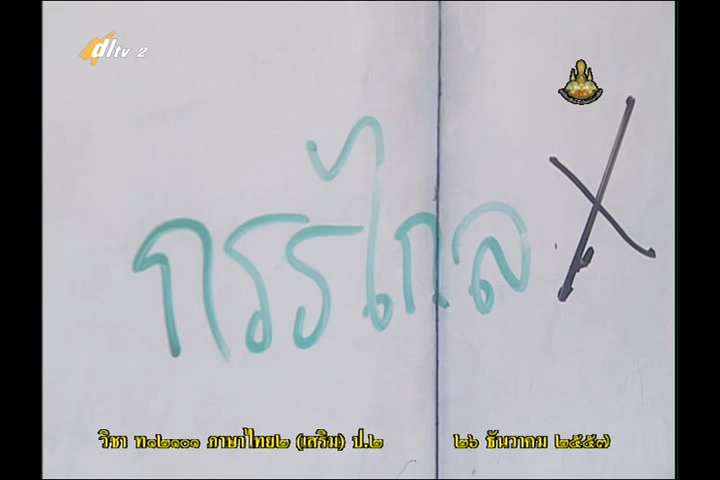 dltv 2
กรรไกล
วิชา ท๑๒๑๐๑ ภาษาไทย๒ (เสริม) ป.๒ ๒๖ ธันวาคม ๒๕๕๗